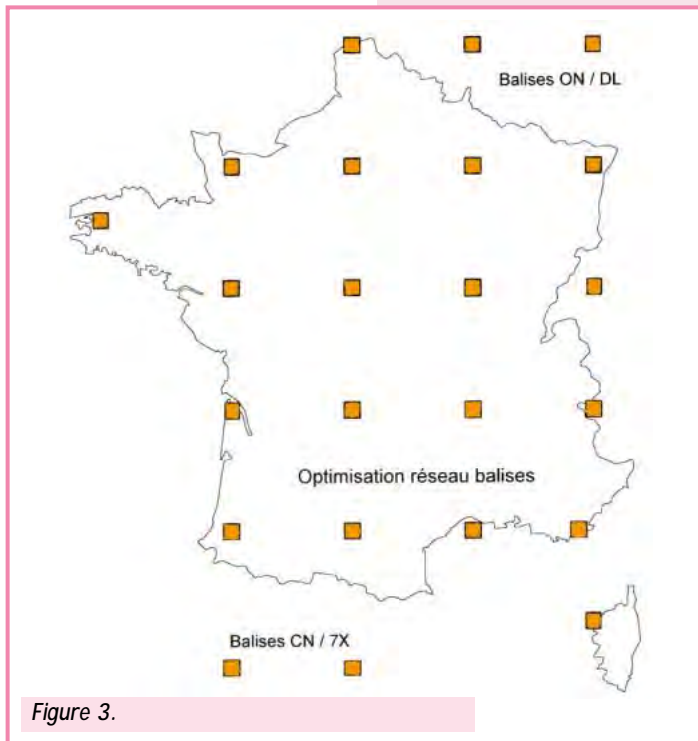 Balises ON / DL
Optimisation réseau balises
Balises CN / 7X
Figure 3.